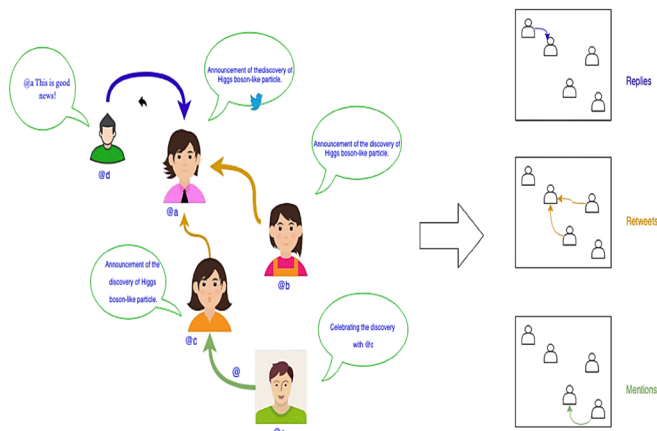 @a This is good
news!
Announcement of thediscovery of
Higgs boson-like particle.
Announcement of the discovery of
Higgs boson-like particle.
@d
@a
@b
Announcement of the
discovery of Higgs
boson-like particle.
@c
Celebrating the discovery
with @c
@
Replies
Retweets
Mentions